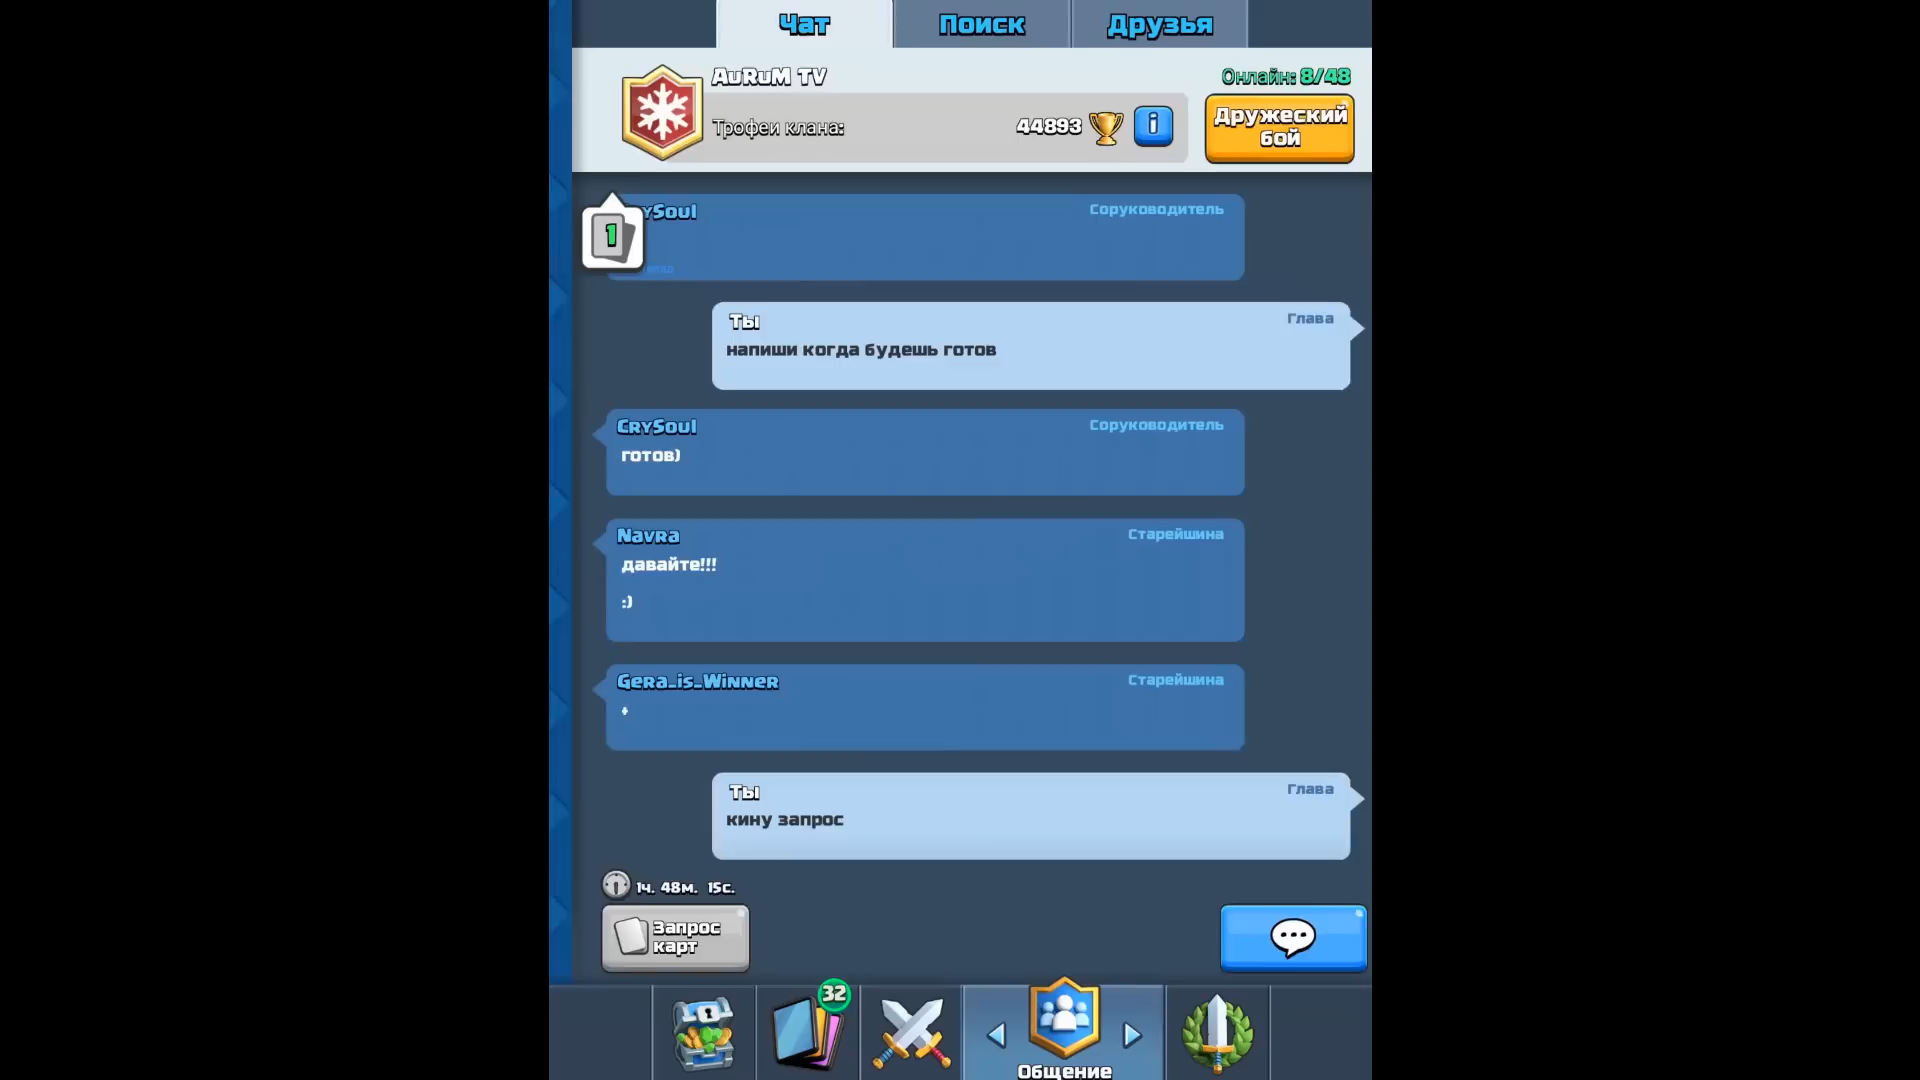 Чат
Поиск
Друзья
AuRuM TV
Онлайн: 8/48
Трофеи клана:
44893
Дружеский
бой
1
Соруководитель
Ты
Глава
напиши когда будешь готов
CrySoul
Соруководитель
готов)
Navra
Старейшина
давайте!!!
:)
Gera_is_Winner
Старейшина
+
Ты
Глава
кину запрос
1ч. 48м. 15с.
Запрос
карт
32
Общение